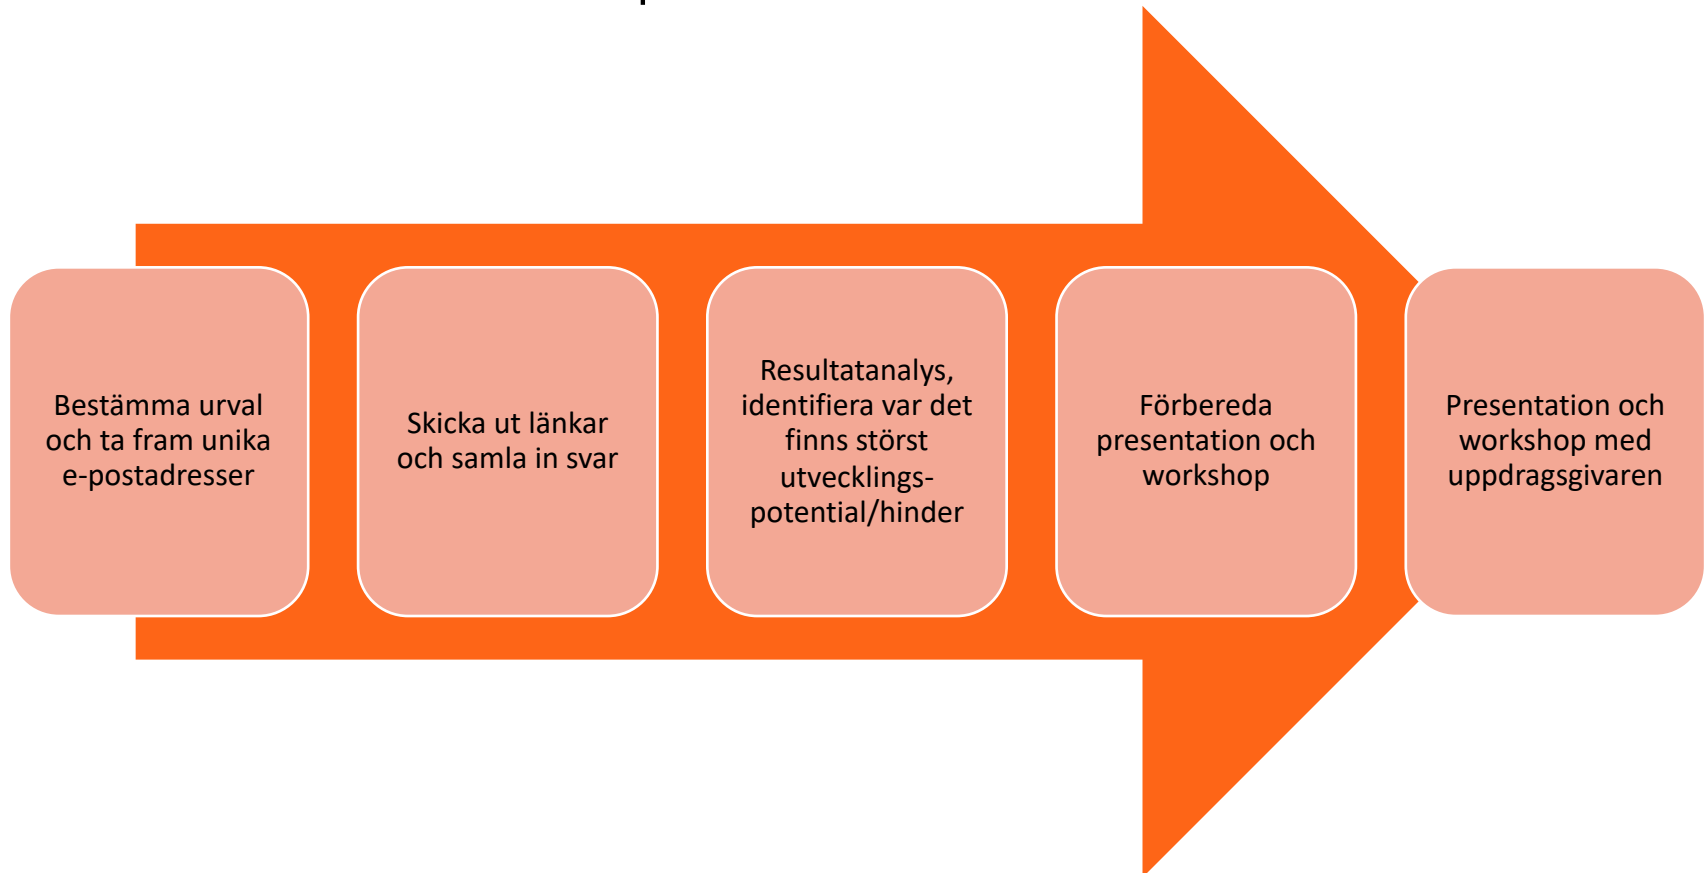 Bestämma urval
och ta fram unika
e-postadresser
Skicka ut länkar
och samla in svar
Resultatanalys,
identifiera var det
finns störst
utvecklings-
potential/hinder
Förbereda
presentation och
workshop
Presentation och
workshop med
uppdragsgivaren